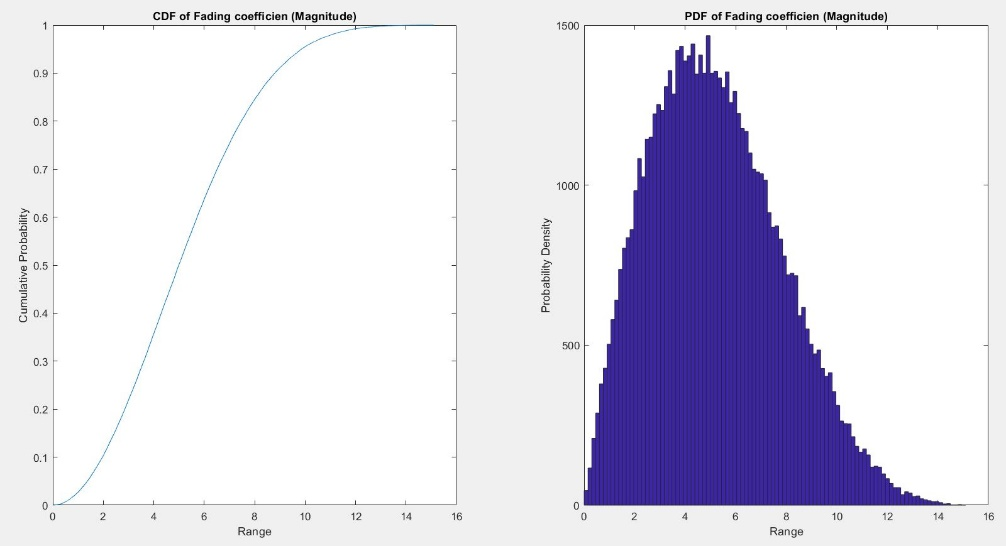 CDF of Fading coefficien (Magnitude)
Cumulative Probability
1
0.9
0.8
0.7
0.6
0.5
0.4
0.3
0.2
0.1
0
0 2 4 6 8 10 12 14 16
Range
PDF of Fading coefficien (Magnitude)
Probability Density
1500
1000
500
0
0 2 4 6 8 10 12 14 16
Range